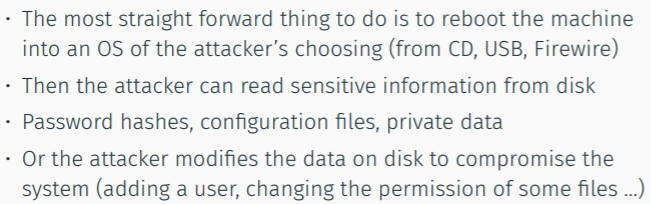 · The most straight forward thing to do is to reboot the machine
into an OS of the attacker's choosing (from CD, USB, Firewire)
· Then the attacker can read sensitive information from disk
· Password hashes, configuration files, private data
· Or the attacker modifies the data on disk to compromise the
system (adding a user, changing the permission of some files ...)